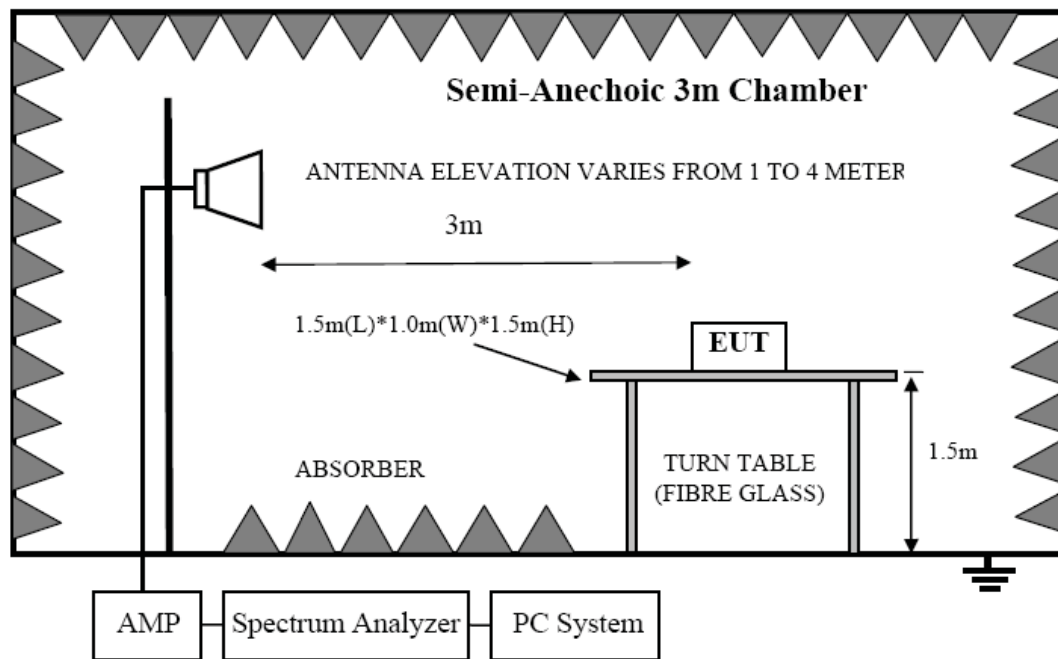 Semi-Anechoic 3m Chamber
ANTENNA ELEVATION VARIES FROM 1 TO 4 METER
3m
1.5m(L)*1.0m(W)*1.5m(H)
EUT
1.5m
ABSORBER
TURN TABLE
(FIBRE GLASS)
AMP
Spectrum Analyzer
PC System